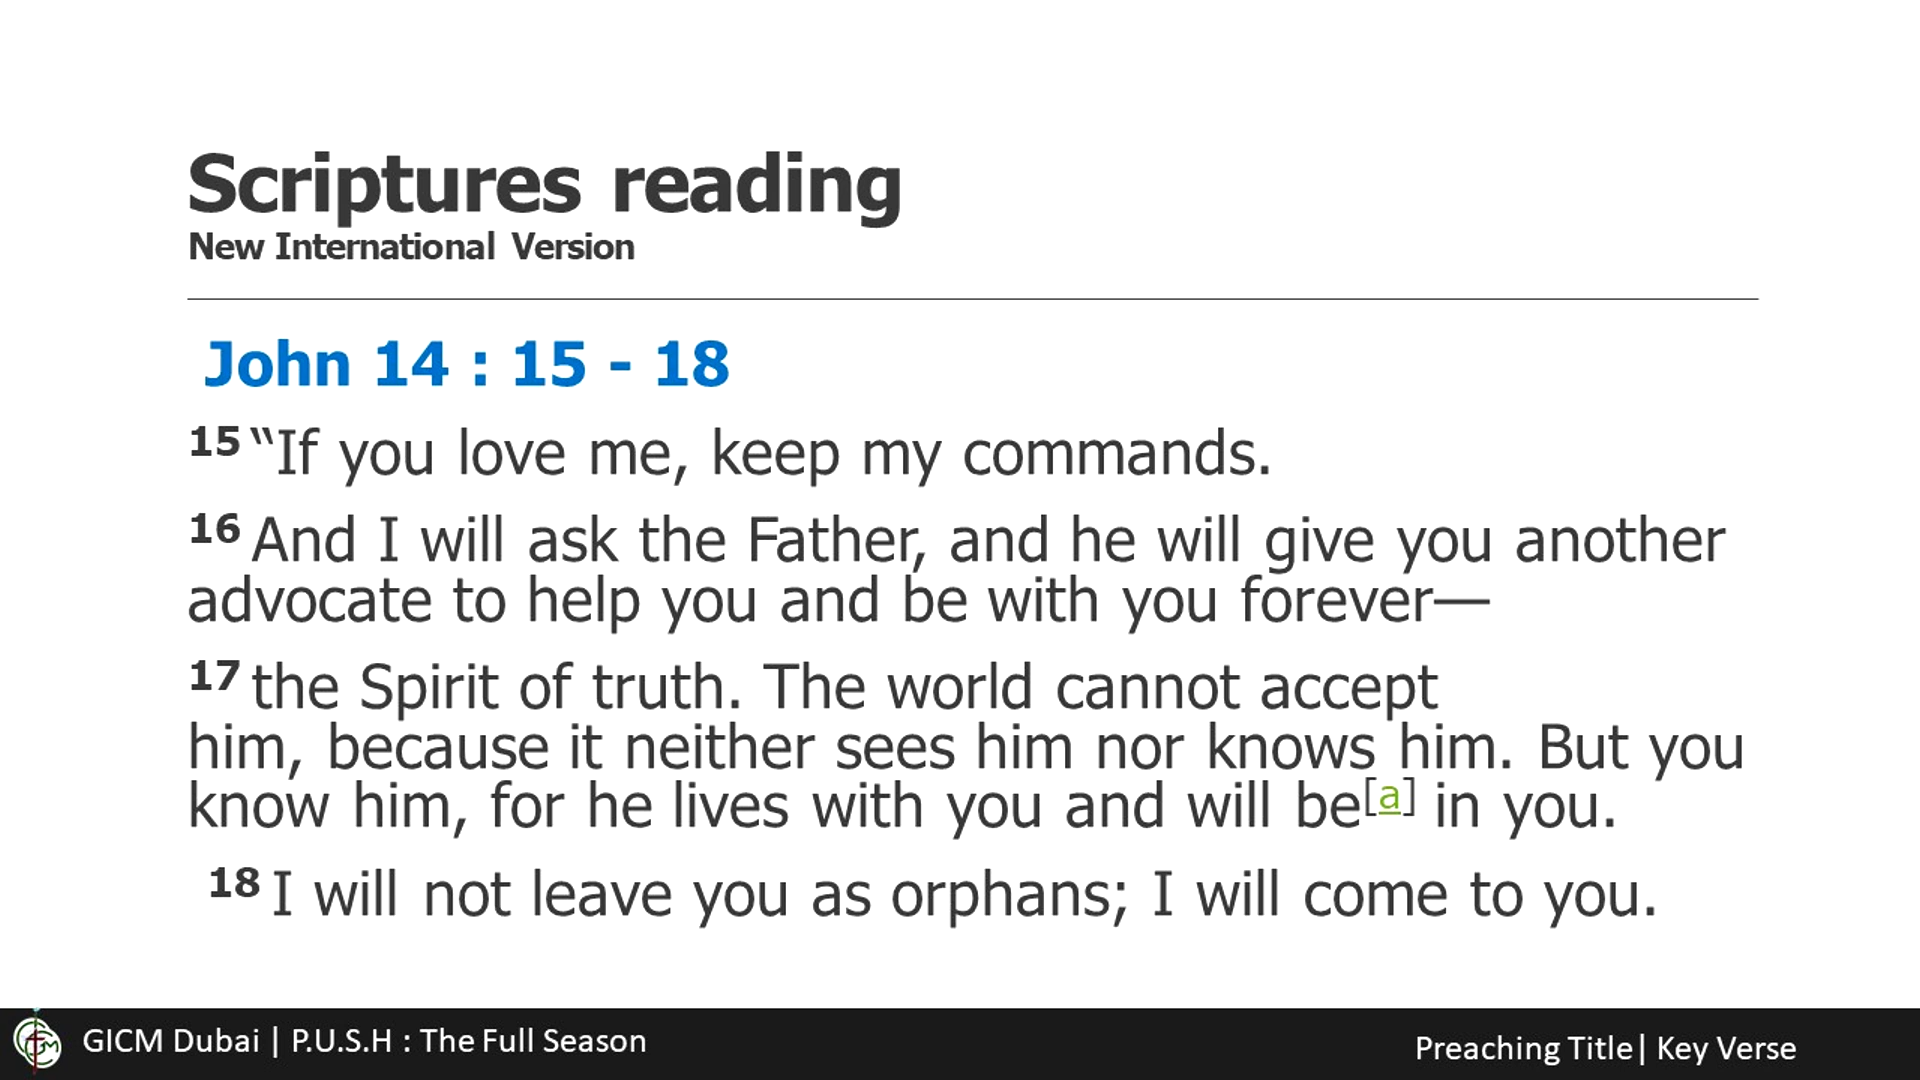 Scriptures reading
New International Version
John 14 : 15 - 18
15 “If you love me, keep my commands.
16 And I will ask the Father, and he will give you another
advocate to help you and be with you forever—
17 the Spirit of truth. The world cannot accept
him, because it neither sees him nor knows him. But you
know him, for he lives with you and will be[a] in you.
18 I will not leave you as orphans; I will come to you.
GICM Dubai | P.U.S.H : The Full Season
Preaching Title| Key Verse